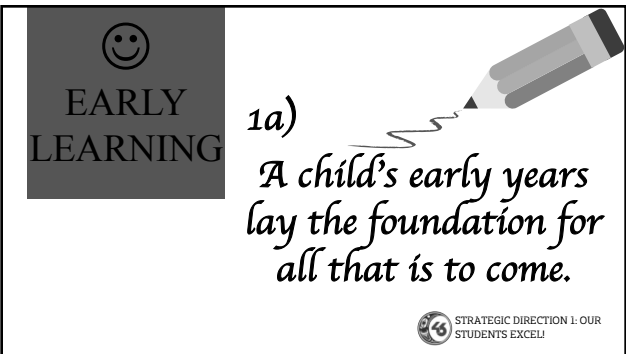 EARLY
LEARNING
1a)
A child's early years
lay the foundation for
all that is to come.
46
STRATEGIC DIRECTION 1: OUR
STUDENTS EXCEL!